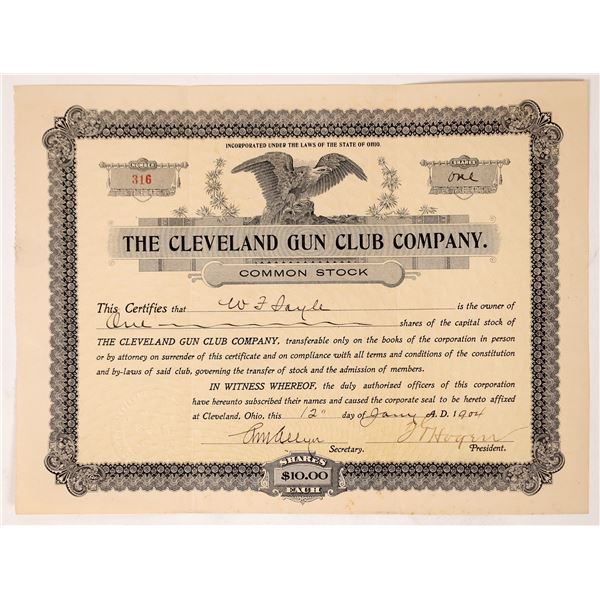 INCORPORATED UNDER THE LAWS OF THE STATE OF OHIO.
NUMBER
316
SHARES
one
THE CLEVELAND GUN CLUB COMPANY.
COMMON STOCK
This Certifies that W F Sayle is the owner of
One shares of the capital stock of
THE CLEVELAND GUN CLUB COMPANY, transferable only on the books of the corporation in person
or by attorney on surrender of this certificate and on compliance with all terms and conditions of the constitution
and by-laws of said club, governing the transfer of stock and the admission of members.
IN WITNESS WHEREOF, the duly authorized officers of this corporation
have hereunto subscribed their names and caused the corporate seal to be hereto affixed
at Cleveland, Ohio, this 12" day of Jany A.D. 1904
Secretary. President.
SHARES
$10.00
EACH